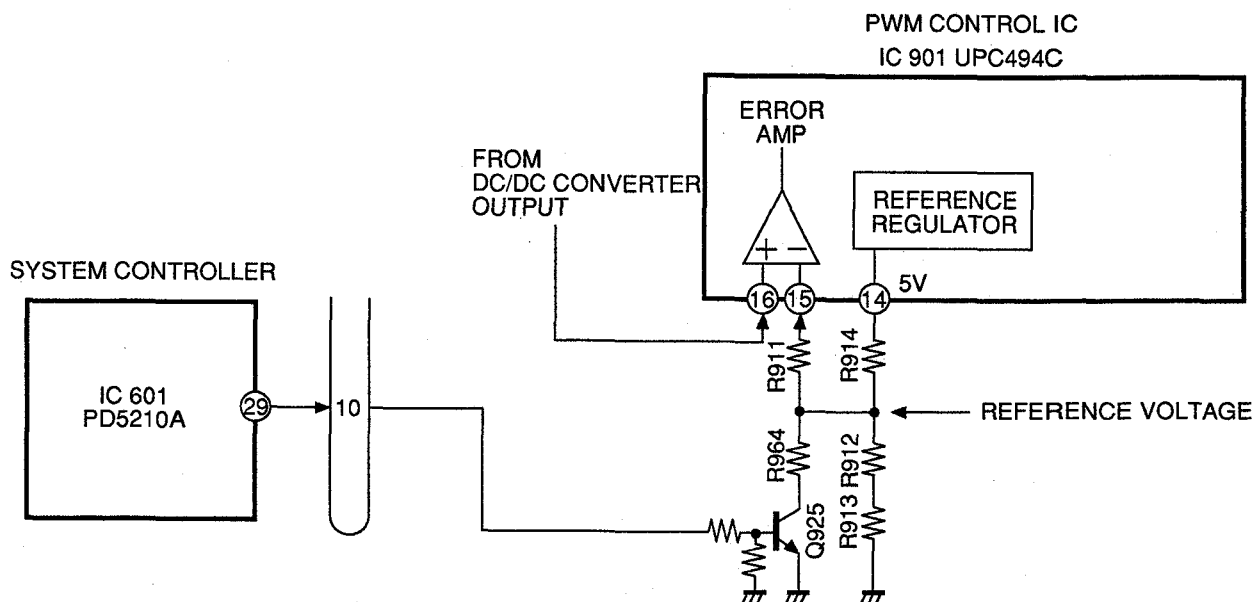 PWM CONTROL IC
IC 901 UPC494C
ERROR
AMP
FROM
DC/DC CONVERTER
OUTPUT
REFERENCE
REGULATOR
SYSTEM CONTROLLER
16
15
14
5V
R911
R914
IC 601
PD5210A
29
10
REFERENCE VOLTAGE
R964
R912
R913
Q925